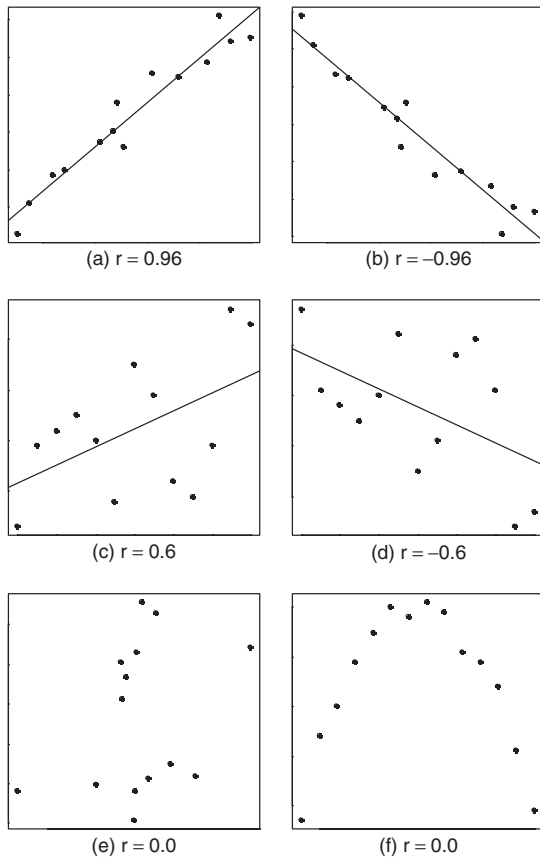 (a) r = 0.96
(b) r = –0.96
(c) r = 0.6
(d) r = –0.6
(e) r = 0.0
(f) r = 0.0